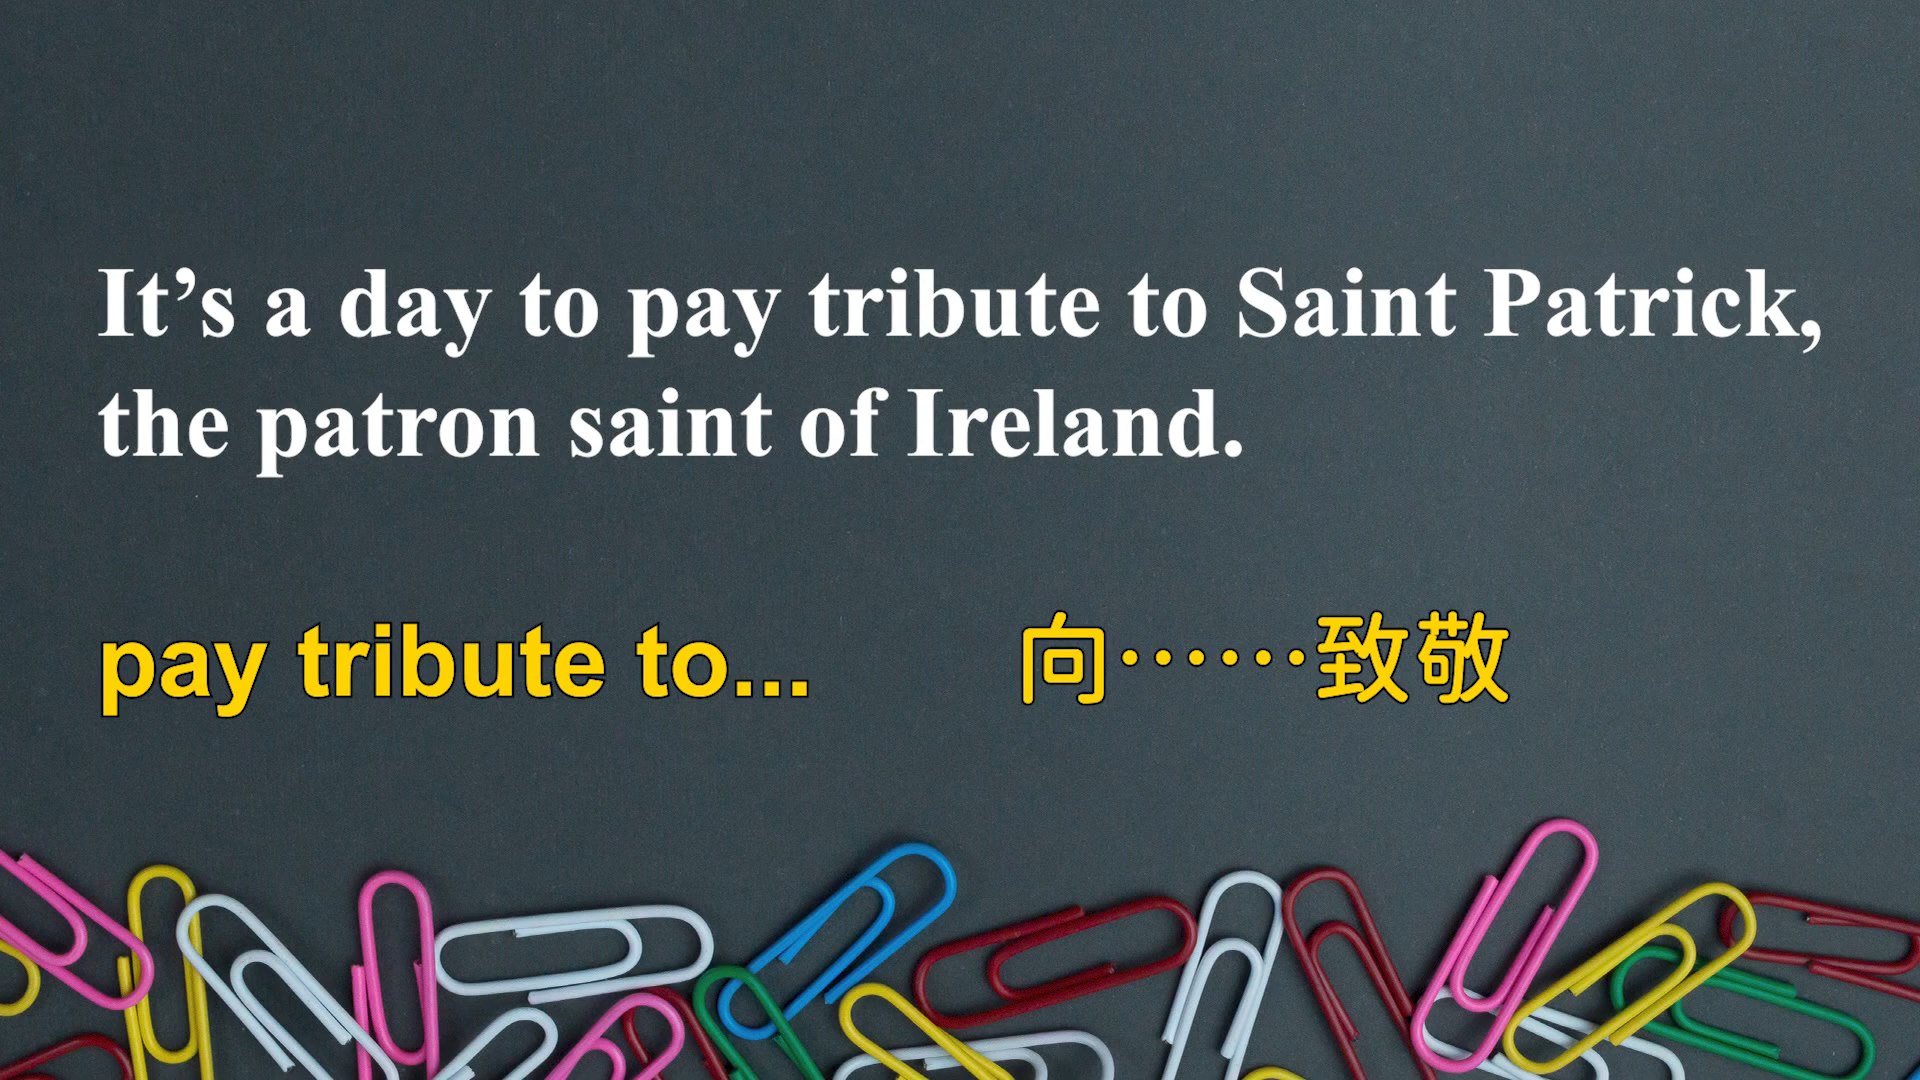 It’s a day to pay tribute to Saint Patrick,
the patron saint of Ireland.
pay tribute to... 向······致敬